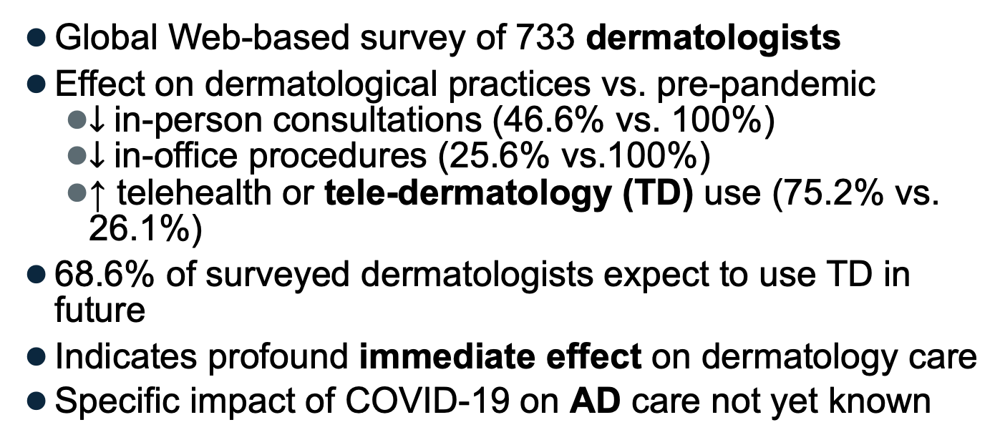 ● Global Web-based survey of 733 dermatologists
● Effect on dermatological practices vs. pre-pandemic
●↓ in-person consultations (46.6% vs. 100%)
●↓ in-office procedures (25.6% vs.100%)
●↑ telehealth or tele-dermatology (TD) use (75.2% vs.
26.1%)
● 68.6% of surveyed dermatologists expect to use TD in
future
● Indicates profound immediate effect on dermatology care
● Specific impact of COVID-19 on AD care not yet known